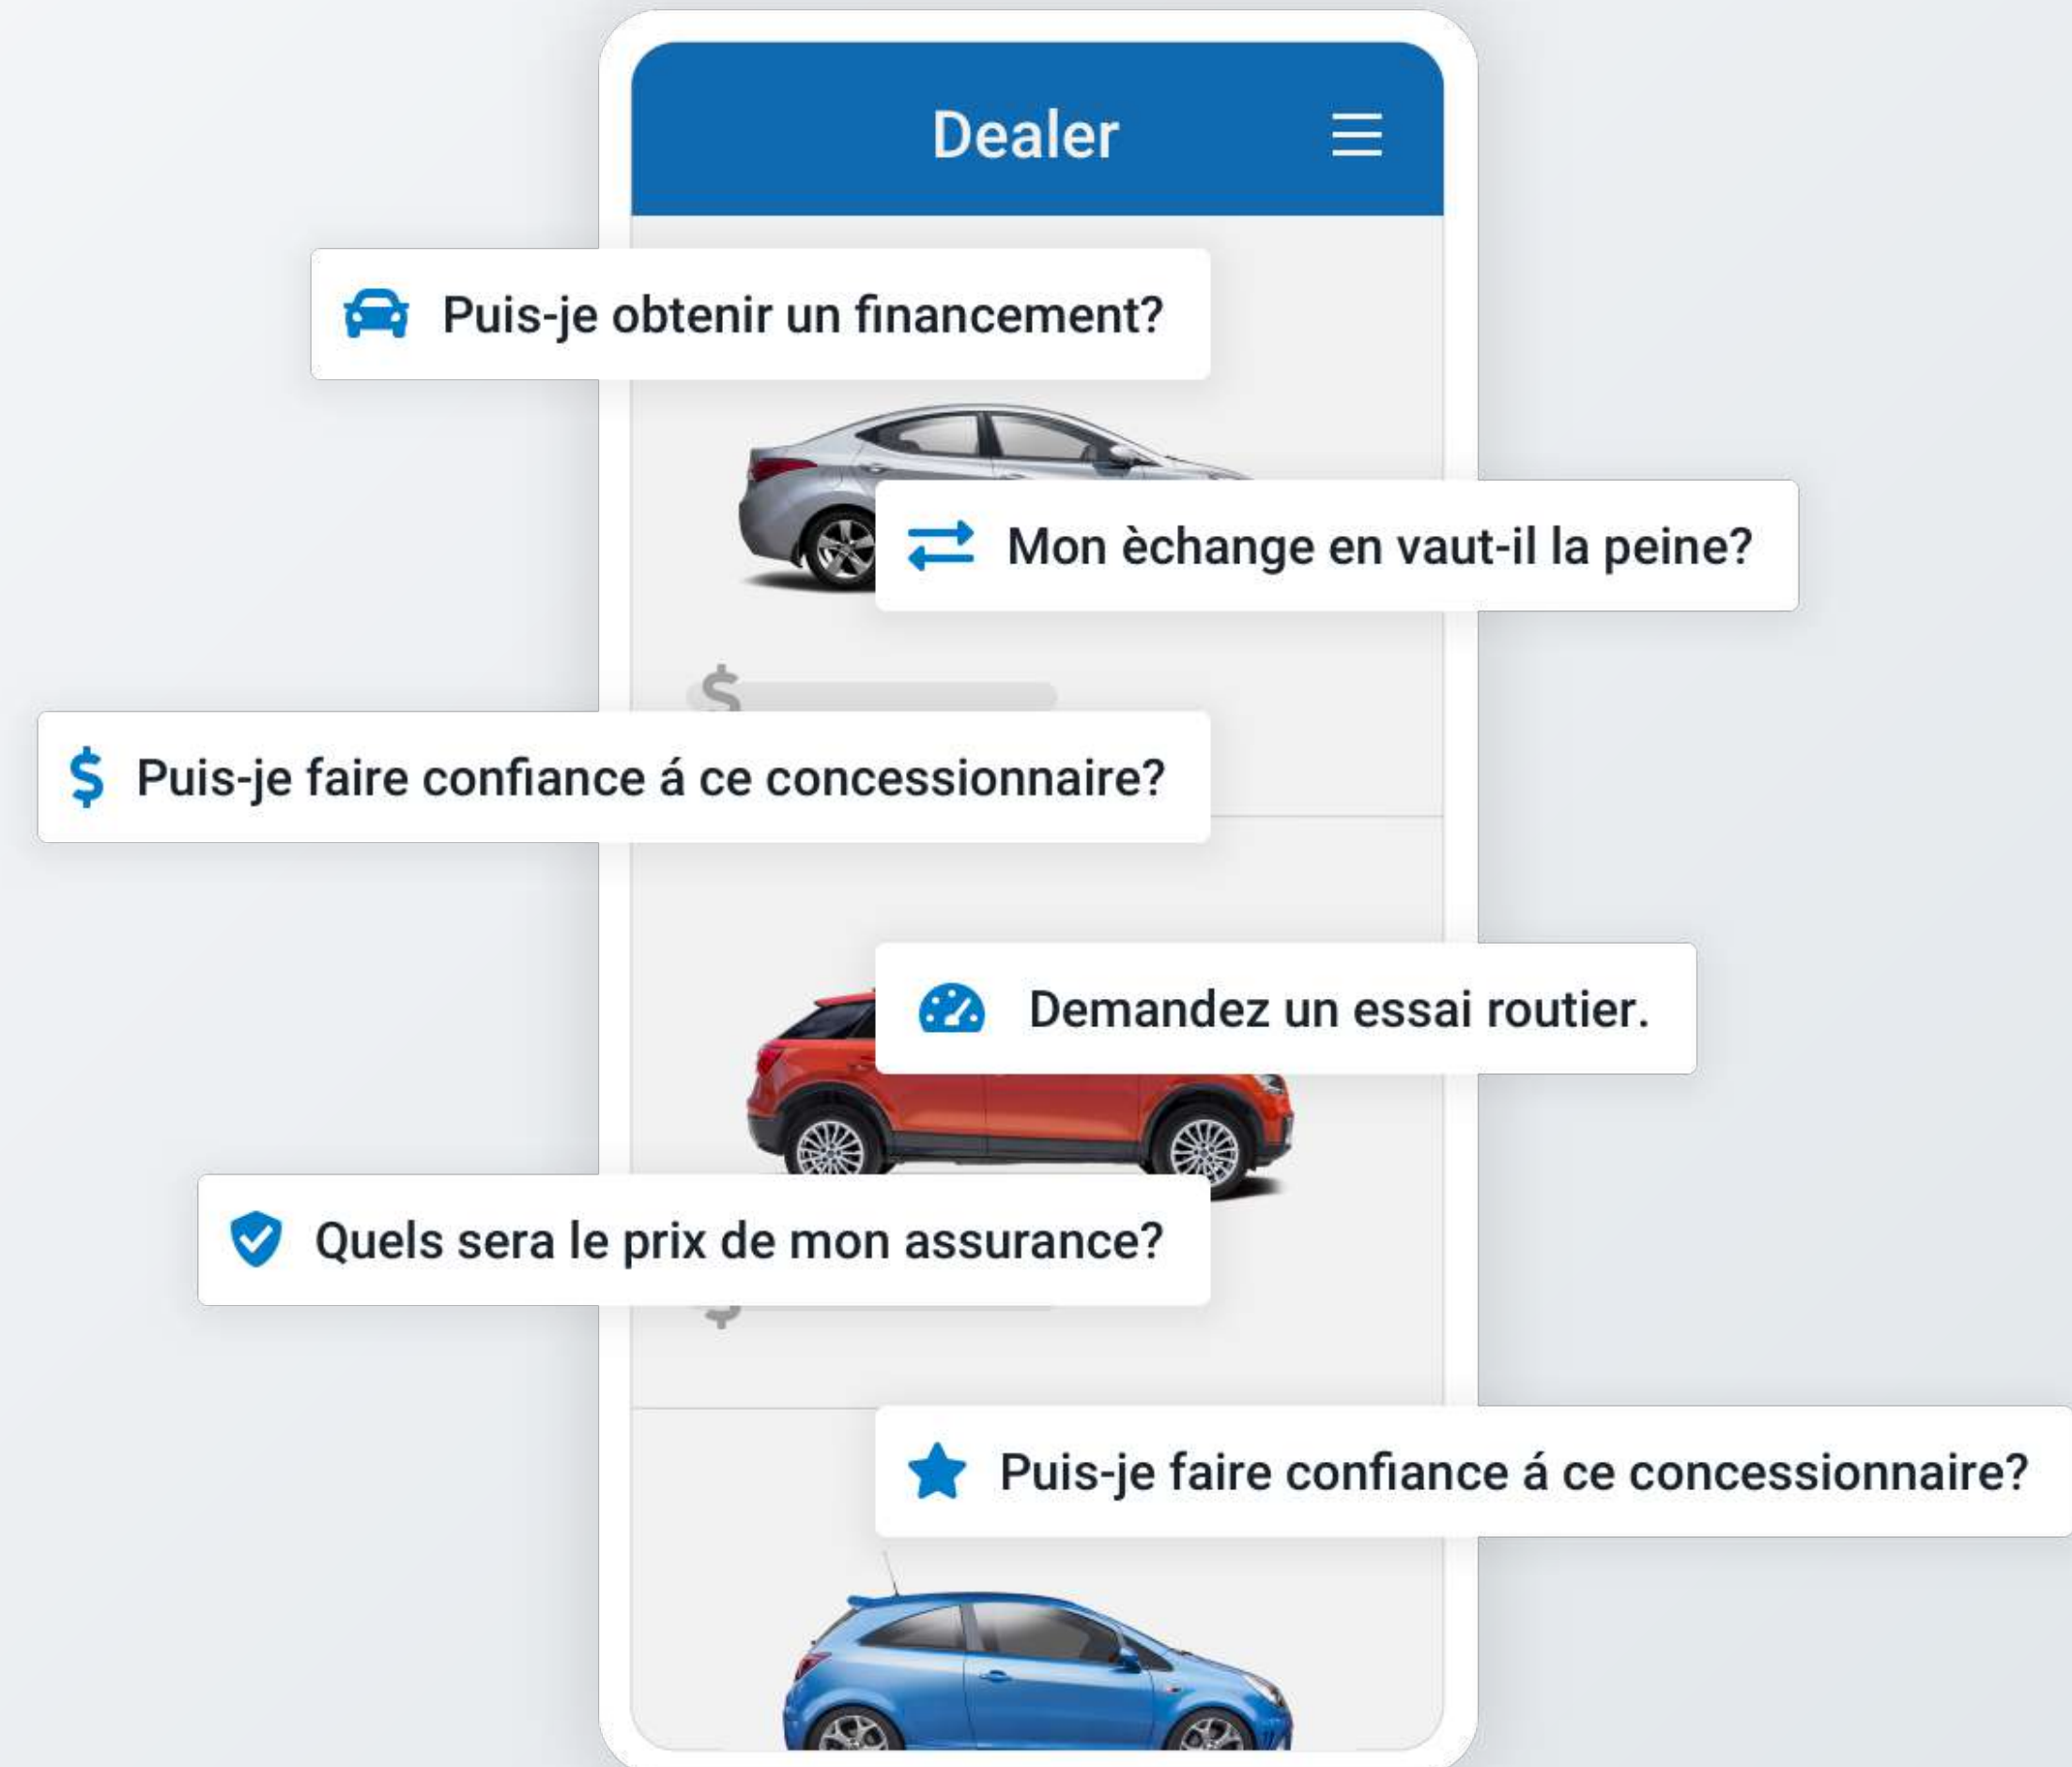 Dealer
Puis-je obtenir un financement?
Mon èchange en vaut-il la peine?
$
$ Puis-je faire confiance á ce concessionnaire?
Demandez un essai routier.
Quels sera le prix de mon assurance?
$
Puis-je faire confiance á ce concessionnaire?